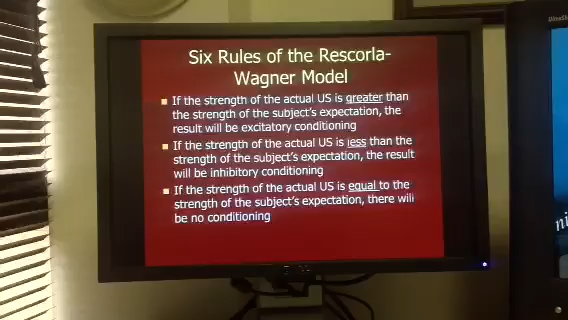 Six Rules of the Rescorla-
Wagner Model
If the strength of the actual US is greater than
the strength of the subject's expectation, the
result will be excitatory conditioning
If the strength of the actual US is less than the
strength of the subject's expectation, the result
will be inhibitory conditioning
If the strength of the actual US is equal to the
strength of the subject's expectation, there will
be no conditioning